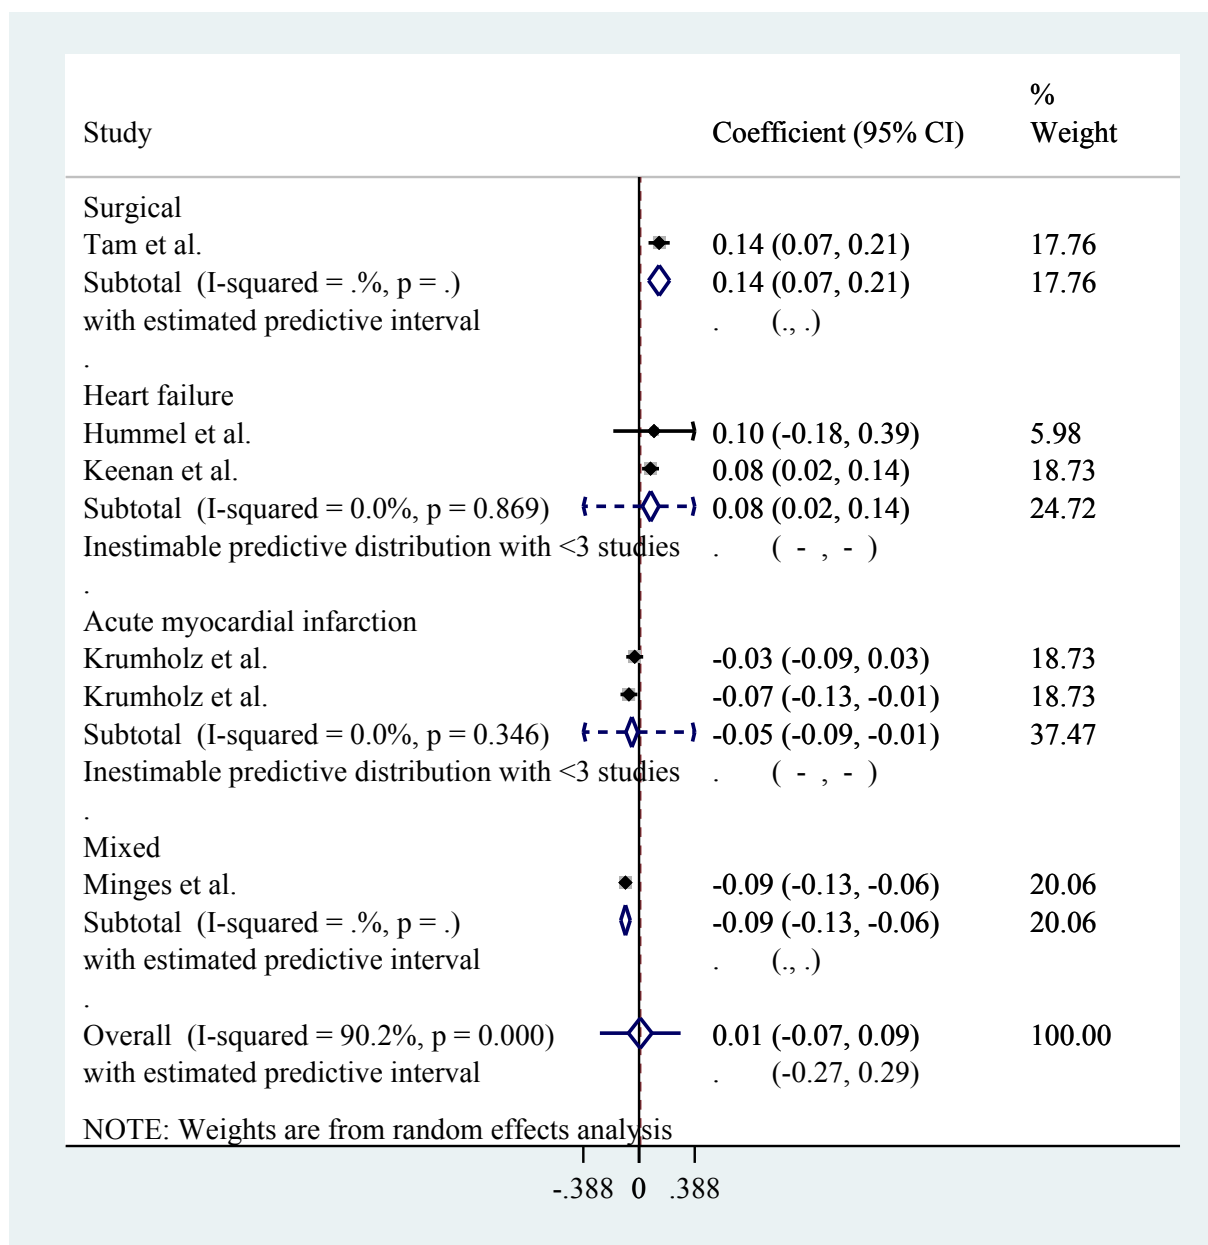 %
Study Coefficient (95% CI) Weight
Surgical
Tam et al. 0.14 (0.07, 0.21) 17.76
Subtotal (I-squared = .%, p = .) 0.14 (0.07, 0.21) 17.76
with estimated predictive interval . (., .)
.
Heart failure
Hummel et al. 0.10 (-0.18, 0.39) 5.98
Keenan et al. 0.08 (0.02, 0.14) 18.73
Subtotal (I-squared = 0.0%, p = 0.869) 0.08 (0.02, 0.14) 24.72
Inestimable predictive distribution with <3 studies . ( - , - )
.
Acute myocardial infarction
Krumholz et al. -0.03 (-0.09, 0.03) 18.73
Krumholz et al. -0.07 (-0.13, -0.01) 18.73
Subtotal (I-squared = 0.0%, p = 0.346) -0.05 (-0.09, -0.01) 37.47
Inestimable predictive distribution with <3 studies . ( - , - )
.
Mixed
Minges et al. -0.09 (-0.13, -0.06) 20.06
Subtotal (I-squared = .%, p = .) -0.09 (-0.13, -0.06) 20.06
with estimated predictive interval . (., .)
.
Overall (I-squared = 90.2%, p = 0.000) 0.01 (-0.07, 0.09) 100.00
with estimated predictive interval . (-0.27, 0.29)
NOTE: Weights are from random effects analysis
-.388 0 .388